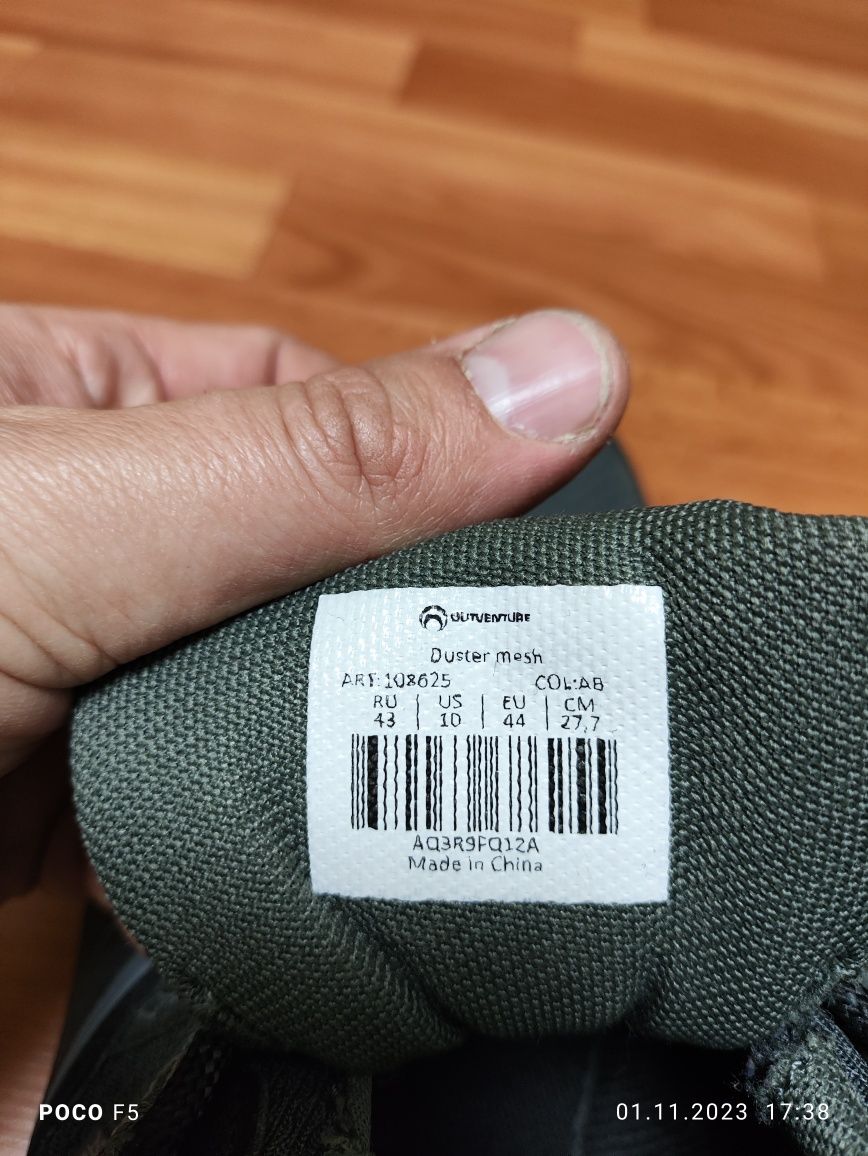 OUTVENTURE
Duster mesh
ART:108625 COL:AB
RU | US | EU | CM
43 | 10 | 44 | 27,7
AQ3R9FQ12A
Made in China
POCO F5 01.11.2023 17:38